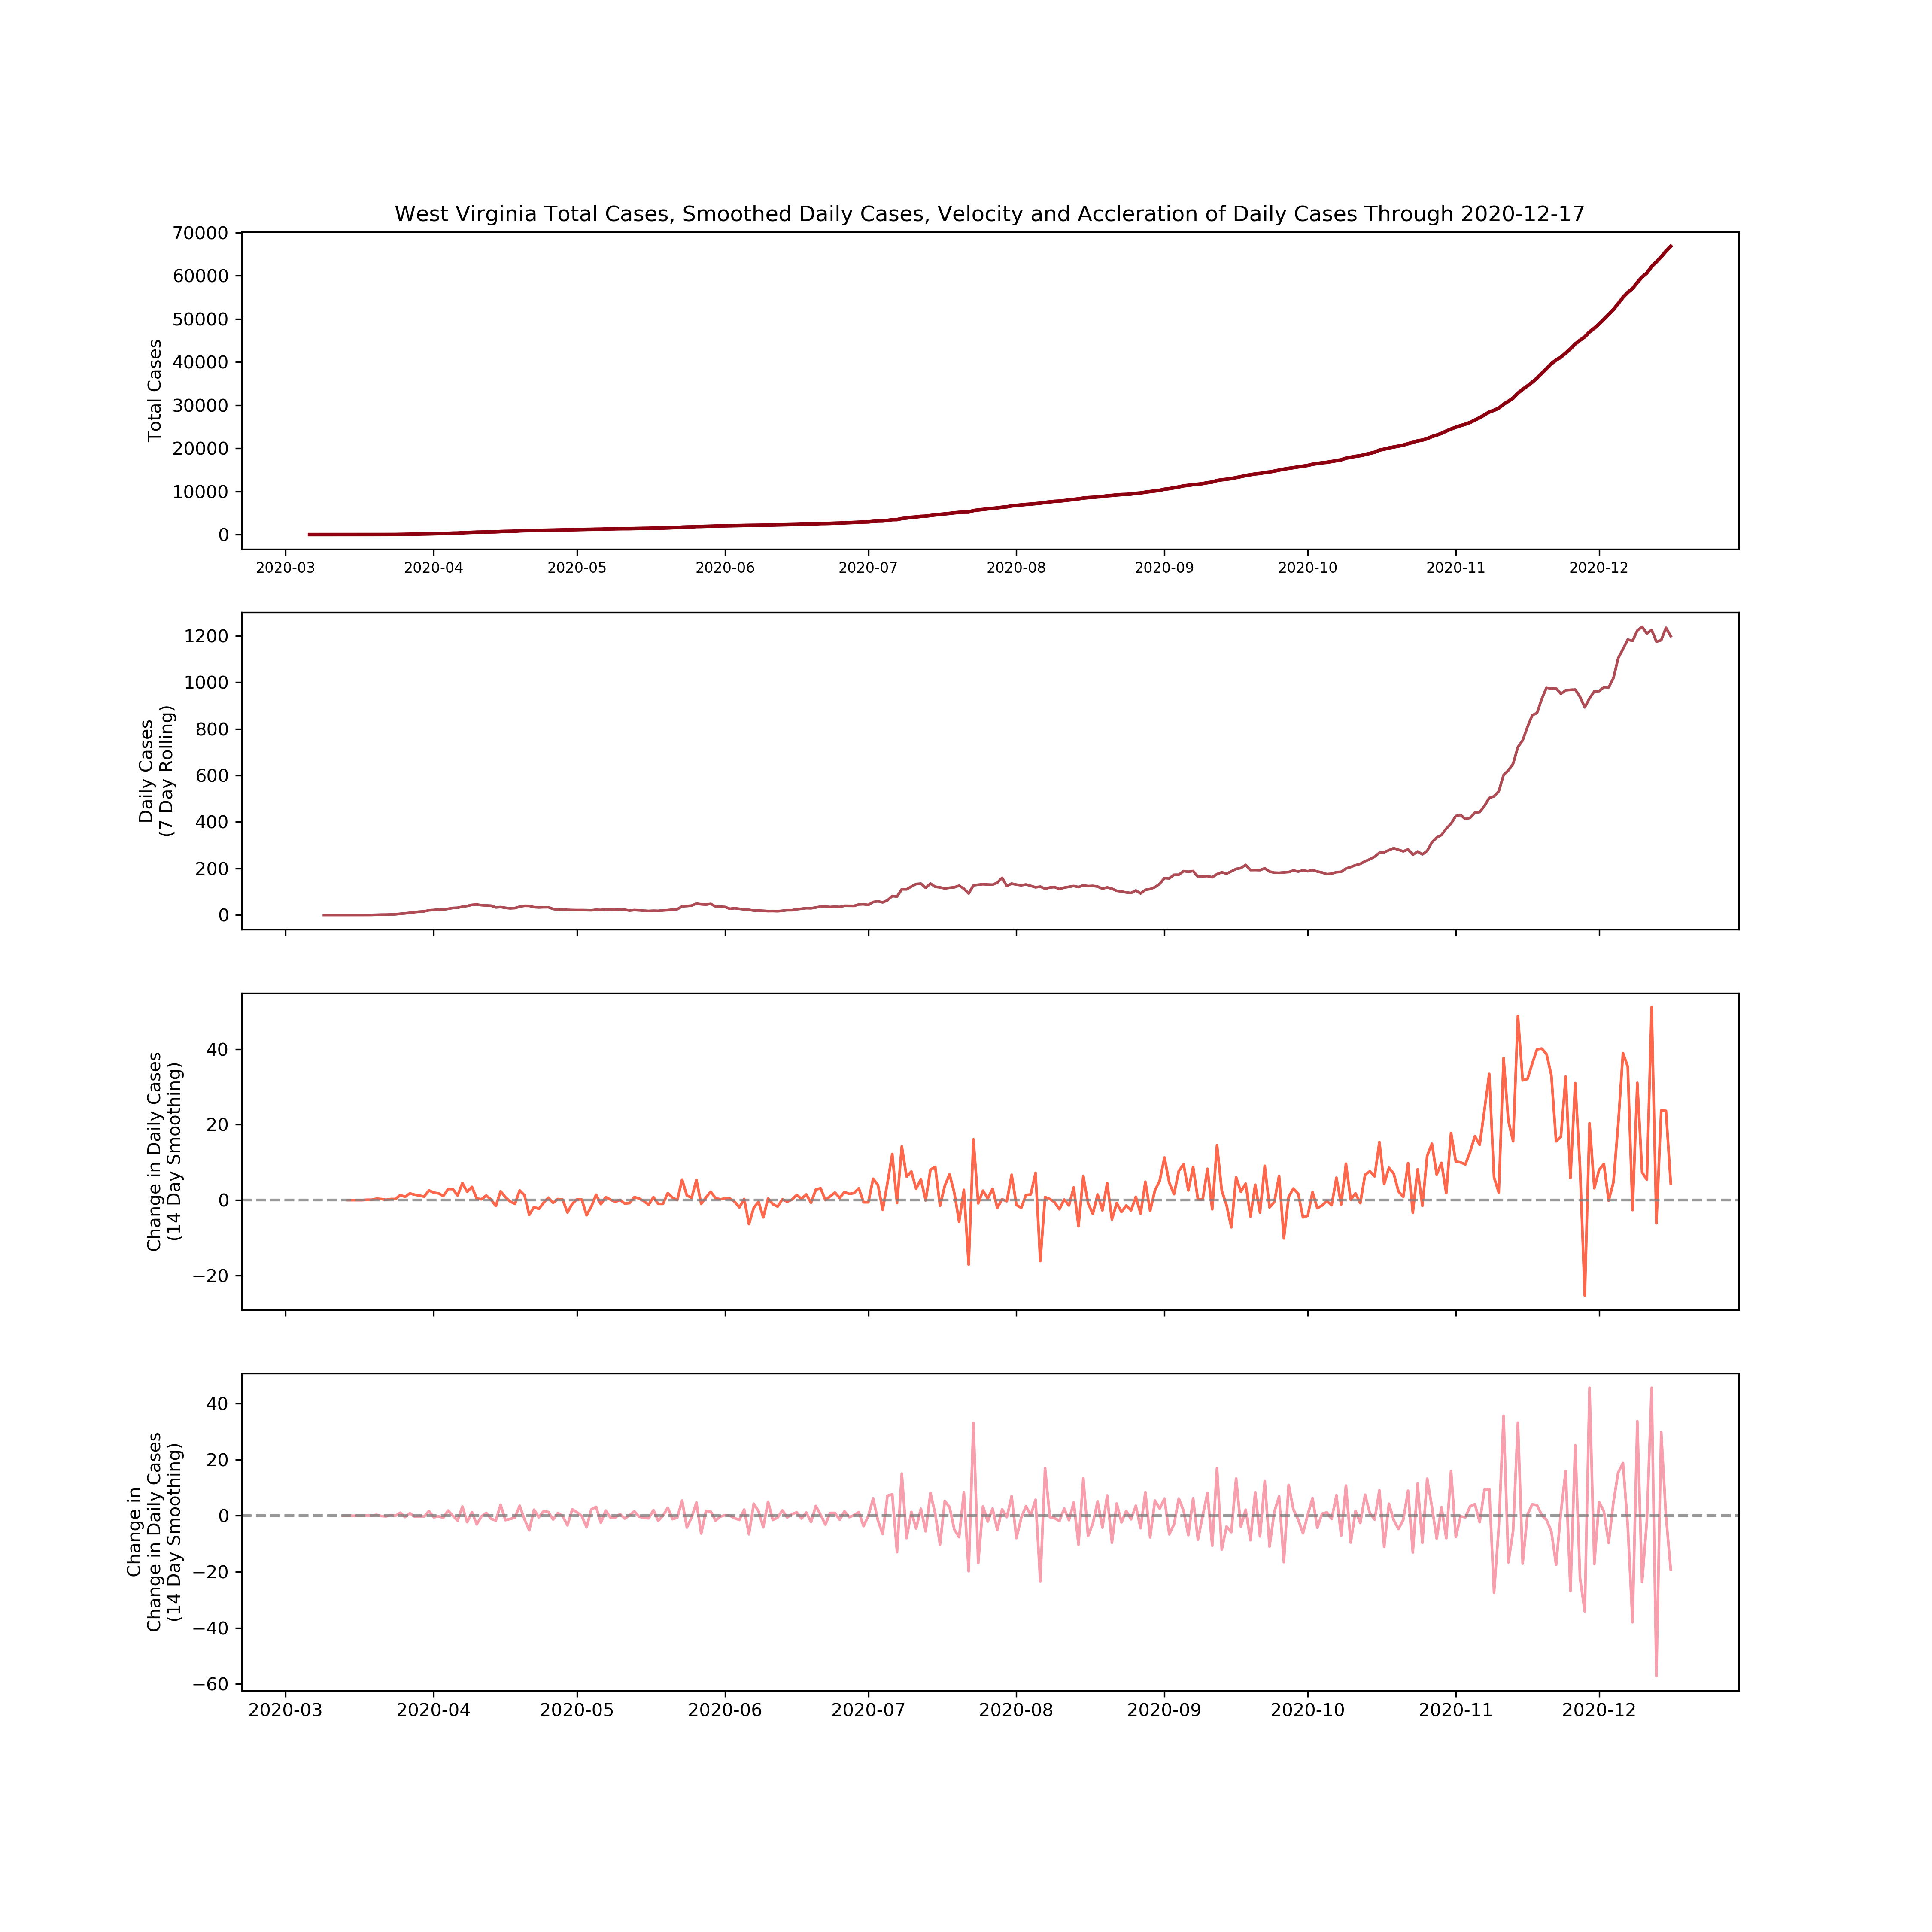 West Virginia Total Cases, Smoothed Daily Cases, Velocity and Accleration of Daily Cases Through 2020-12-17
70000
60000
50000
40000
30000
20000
10000
0
Total Cases
2020-03 2020-04 2020-05 2020-06 2020-07 2020-08 2020-09 2020-10 2020-11 2020-12
1200
1000
800
600
400
200
0
Daily Cases
(7 Day Rolling)
40
20
0
−20
Change in Daily Cases
(14 Day Smoothing)
40
20
0
−20
−40
−60
Change in
Change in Daily Cases
(14 Day Smoothing)
2020-03 2020-04 2020-05 2020-06 2020-07 2020-08 2020-09 2020-10 2020-11 2020-12